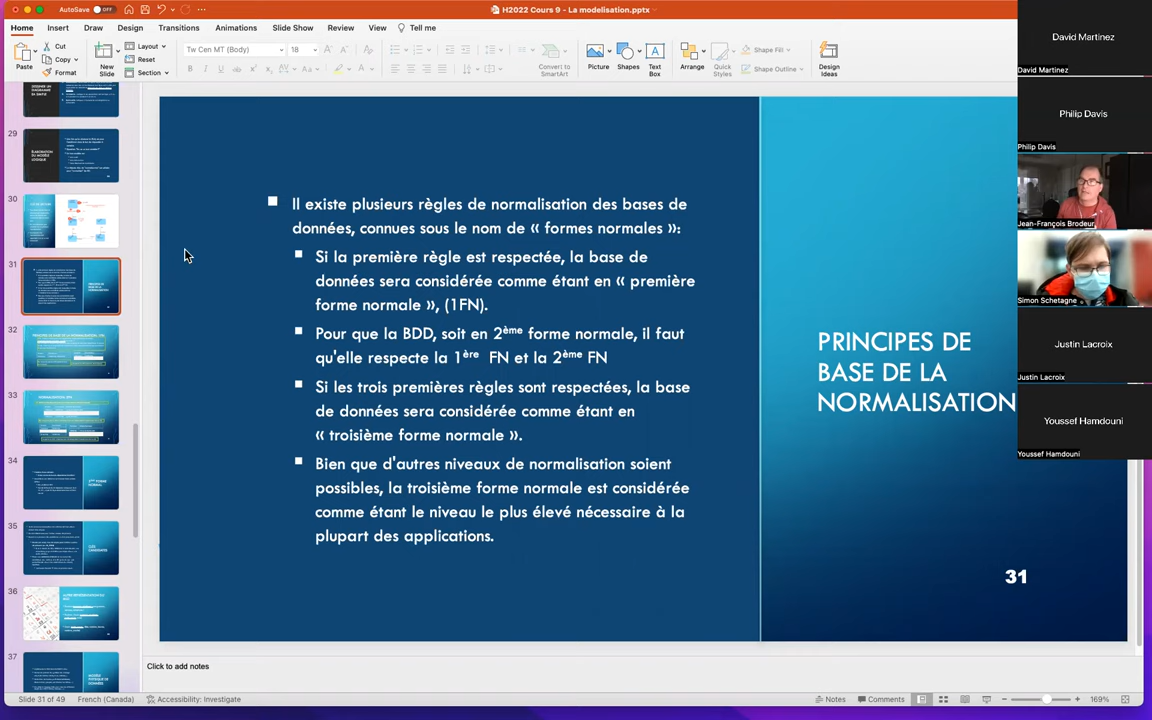 AutoSave OFF H2022 Cours 9 - La modelisation.pptx
Home Insert Draw Design Transitions Animations Slide Show Review View Tell me
Paste Cut Copy Format
New Slide Layout Reset Section
Tw Cen MT (Body) 18
Convert to SmartArt
Picture Shapes Text Box Arrange Quick Styles Shape Fill Shape Outline Design Ideas
29
30
31
32
33
34
35
36
37
Il existe plusieurs règles de normalisation des bases de
données, connues sous le nom de « formes normales »:
Si la première règle est respectée, la base de
données sera considérée comme étant en « première
forme normale », (1FN).
Pour que la BDD, soit en 2ème forme normale, il faut
qu'elle respecte la 1ère FN et la 2ème FN
Si les trois premières règles sont respectées, la base
de données sera considérée comme étant en
« troisième forme normale ».
Bien que d'autres niveaux de normalisation soient
possibles, la troisième forme normale est considérée
comme étant le niveau le plus élevé nécessaire à la
plupart des applications.
PRINCIPES DE
BASE DE LA
NORMALISATION
31
David Martinez
David Martinez
Philip Davis
Philip Davis
Jean-François Brodeur
Simon Schetagne
Justin Lacroix
Justin Lacroix
Youssef Hamdouni
Youssef Hamdouni
Click to add notes
Slide 31 of 49 French (Canada) Accessibility: Investigate Notes Comments 169%